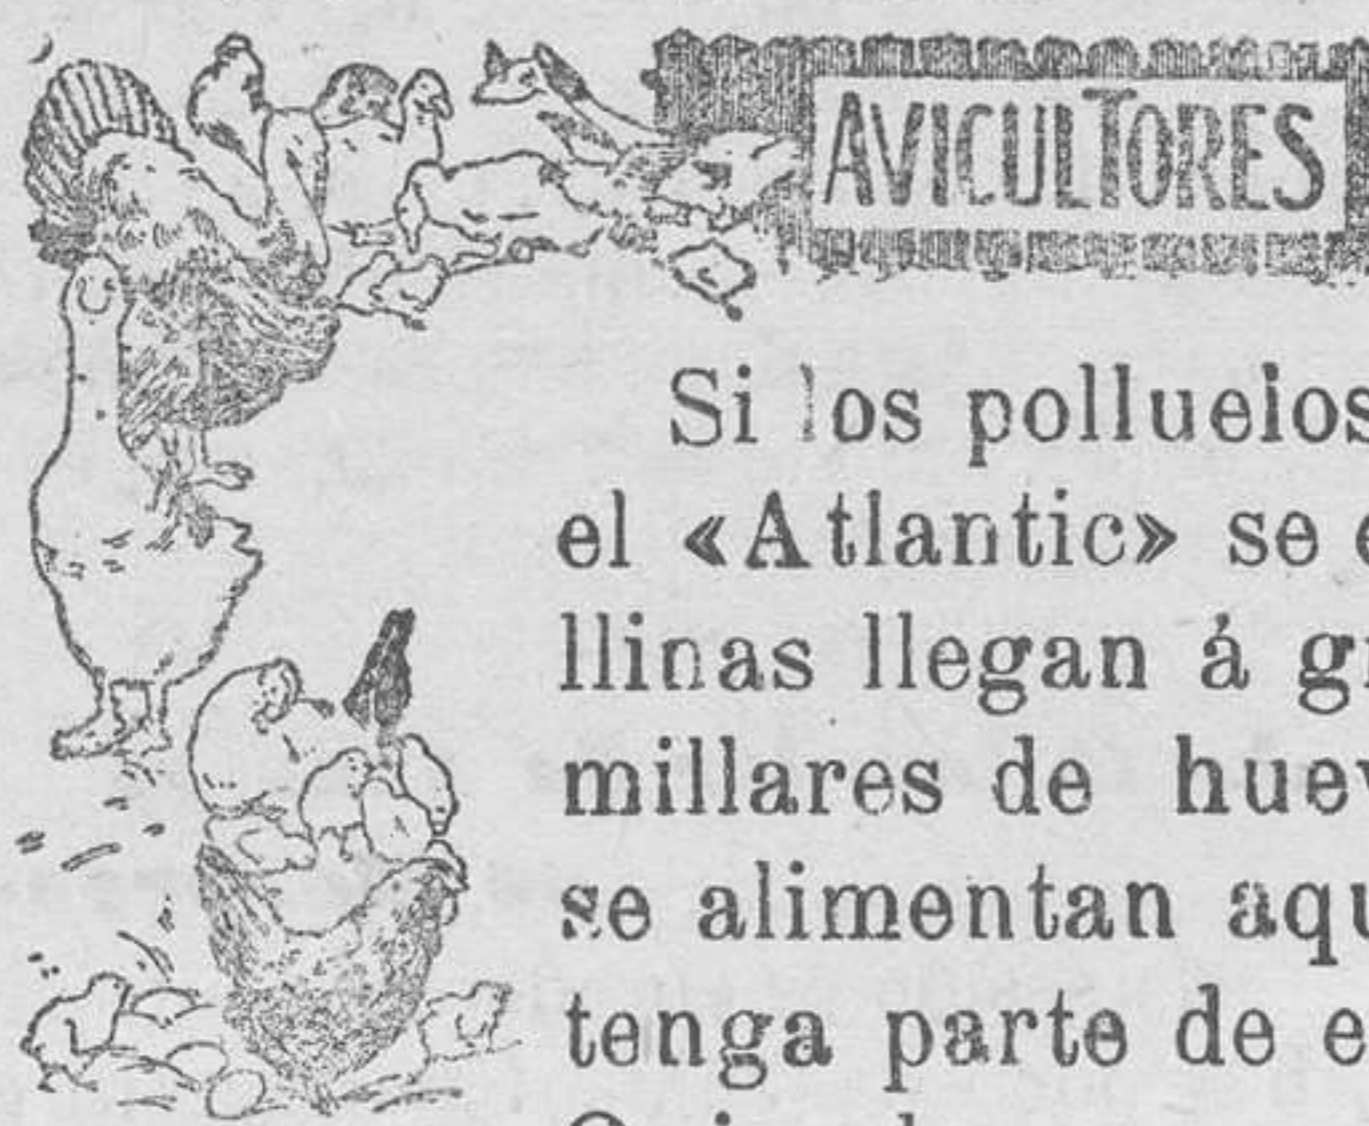 AVICULTORES
Si los polluelos
el «Atlantic» se
llinas llegan á
millares de
se alimentan
tenga parte de